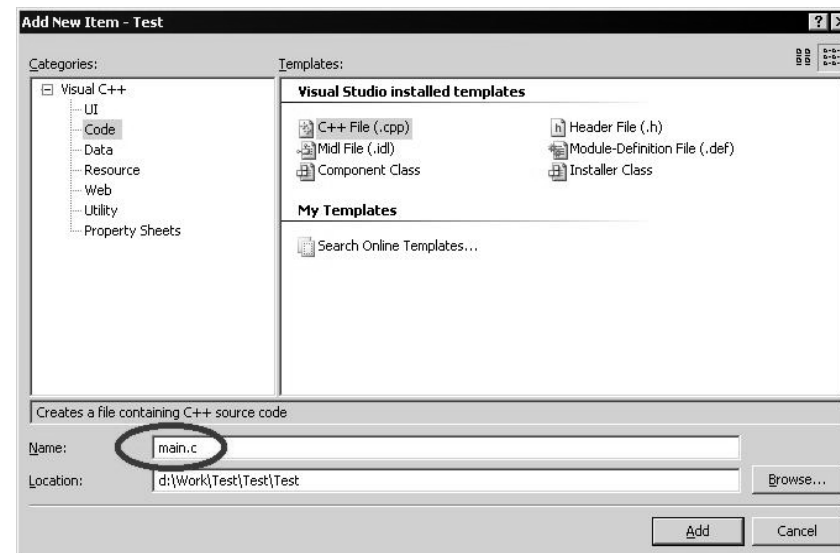 Add New Item - Test
Categories:
Templates:
Visual C++
UI
Code
Data
Resource
Web
Utility
Property Sheets
Visual Studio installed templates
C++ File (.cpp)
Header File (.h)
Midl File (.idl)
Module-Definition File (.def)
Component Class
Installer Class
My Templates
Search Online Templates...
Creates a file containing C++ source code
Name:
main.c
Location:
d:\Work\Test\Test\Test
Browse...
Add
Cancel